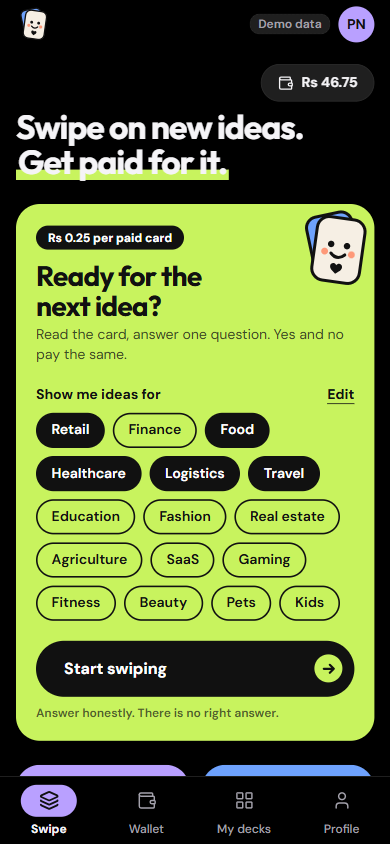 Demo data
PN
Rs 46.75
Swipe on new ideas.
Get paid for it.
Rs 0.25 per paid card
Ready for the
next idea?
Read the card, answer one question. Yes and no
pay the same.
Show me ideas for
Edit
Retail
Finance
Food
Healthcare
Logistics
Travel
Education
Fashion
Real estate
Agriculture
SaaS
Gaming
Fitness
Beauty
Pets
Kids
Start swiping
Answer honestly. There is no right answer.
Swipe
Wallet
My decks
Profile